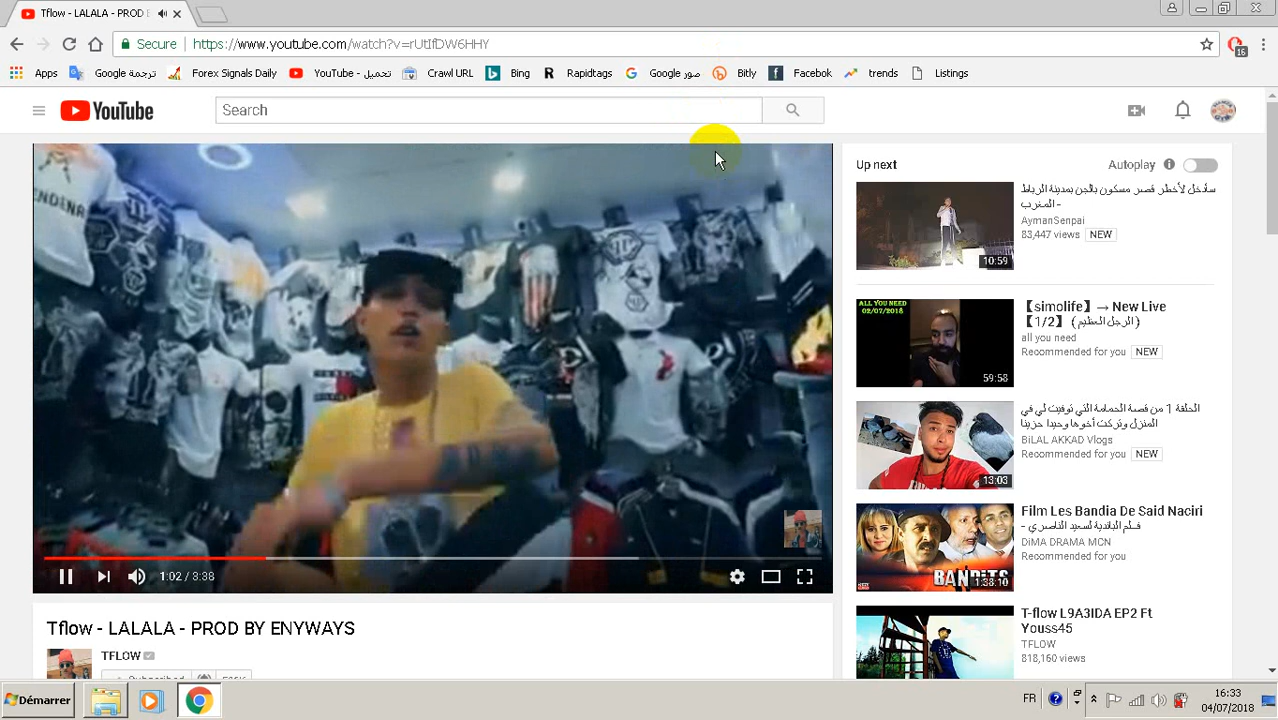 Tflow - LALALA - PROD B
Secure
https://www.youtube.com/watch?v=rUtIfDW6HHY
16
Apps
ترجمة Google
Forex Signals Daily
YouTube - تحميل
Crawl URL
Bing
Rapidtags
صور Google
Bitly
Facebok
trends
Listings
YouTube
Search
Up next
Autoplay
سأدخل لأخطر قصر مسكون بالجن بمدينة الرباط
- المغرب
AymanSenpai
83,447 views NEW
10:59
【simolife】→ New Live
【1/2】 (الرجل العظيم)
all you need
Recommended for you NEW
ALL YOU NEED
02/07/2018
59:58
الحلقة 1 من قصة الحمامة التي توفيت لي في
المنزل وتركت أخوها وحيدا حزينا
BiLAL AKKAD Vlogs
Recommended for you NEW
13:03
Film Les Bandia De Said Naciri
- فـلـم الباندية لسعيد الناصري
DiMA DRAMA MCN
Recommended for you
BANDITS
1:38:10
T-flow L9A3IDA EP2 Ft
Youss45
TFLOW
818,160 views
1:02 / 3:38
Tflow - LALALA - PROD BY ENYWAYS
TFLOW
Démarrer
FR
16:33
04/07/2018